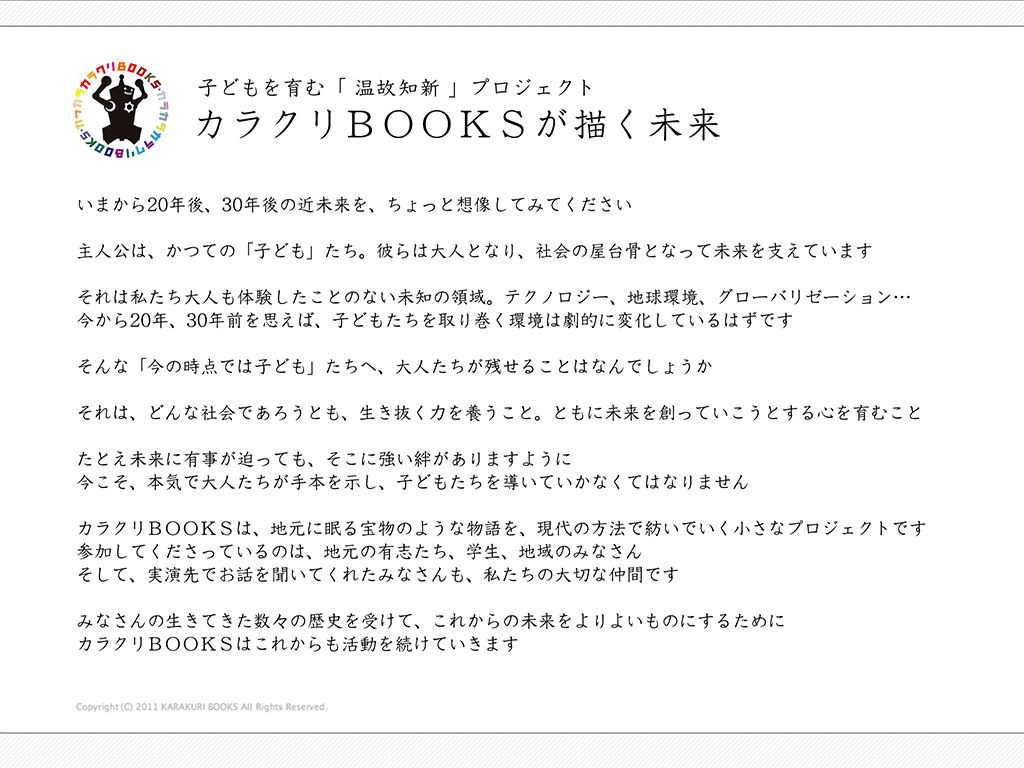 カラクリBOOKS・カラカラカラクリBOOKS・カラカラ
子どもを育む「 温故知新 」プロジェクト
カラクリＢＯＯＫＳが描く未来
いまから20年後、30年後の近未来を、ちょっと想像してみてください
主人公は、かつての「子ども」たち。彼らは大人となり、社会の屋台骨となって未来を支えています
それは私たち大人も体験したことのない未知の領域。テクノロジー、地球環境、グローバリゼーション…
今から20年、30年前を思えば、子どもたちを取り巻く環境は劇的に変化しているはずです
そんな「今の時点では子ども」たちへ、大人たちが残せることはなんでしょうか
それは、どんな社会であろうとも、生き抜く力を養うこと。ともに未来を創っていこうとする心を育むこと
たとえ未来に有事が迫っても、そこに強い絆がありますように
今こそ、本気で大人たちが手本を示し、子どもたちを導いていかなくてはなりません
カラクリＢＯＯＫＳは、地元に眠る宝物のような物語を、現代の方法で紡いでいく小さなプロジェクトです
参加してくださっているのは、地元の有志たち、学生、地域のみなさん
そして、実演先でお話を聞いてくれたみなさんも、私たちの大切な仲間です
みなさんの生きてきた数々の歴史を受けて、これからの未来をよりよいものにするために
カラクリＢＯＯＫＳはこれからも活動を続けていきます
Copyright (C) 2011 KARAKURI BOOKS All Rights Reserved.